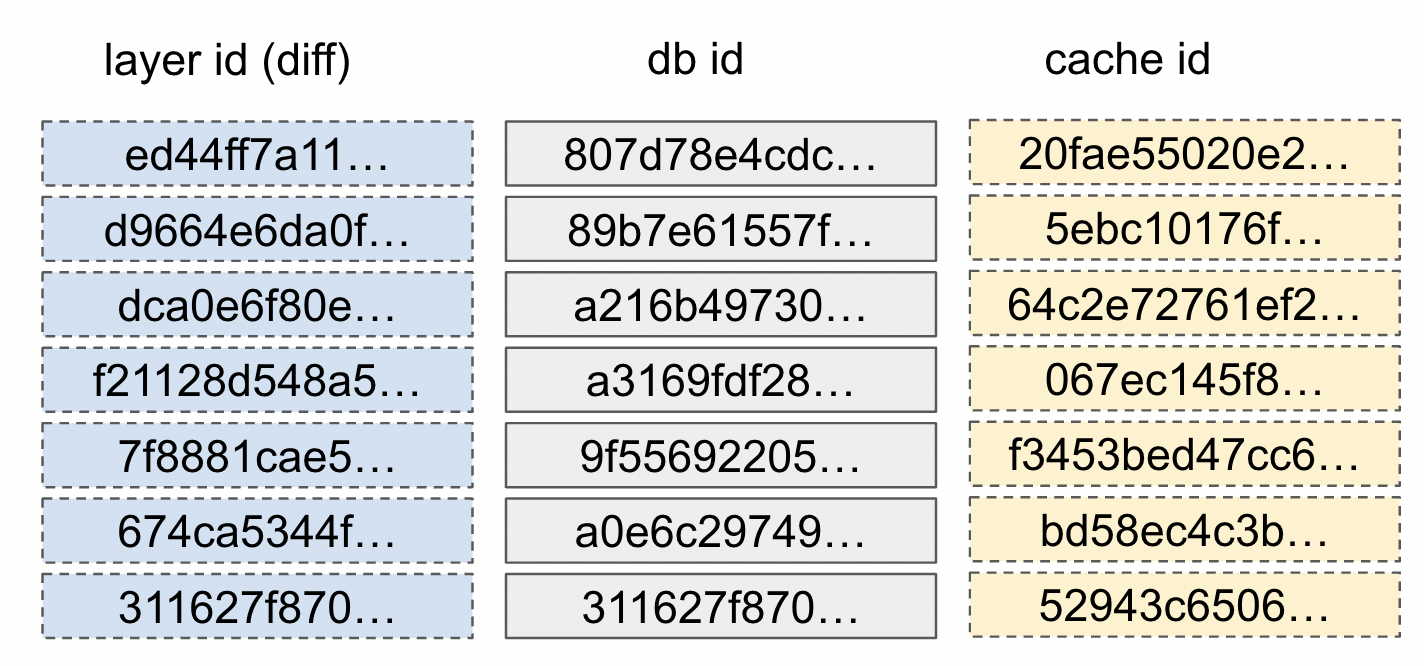 layer id (diff) db id cache id
ed44ff7a11… 807d78e4cdc… 20fae55020e2…
d9664e6da0f… 89b7e61557f… 5ebc10176f…
dca0e6f80e… a216b49730… 64c2e72761ef2…
f21128d548a5… a3169fdf28… 067ec145f8…
7f8881cae5… 9f55692205… f3453bed47cc6…
674ca5344f… a0e6c29749… bd58ec4c3b…
311627f870… 311627f870… 52943c6506…